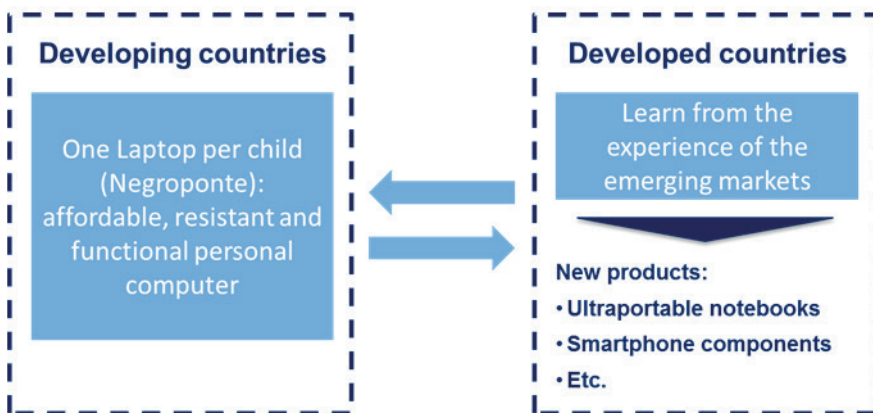 Developing countries
One Laptop per child
(Negroponte):
affordable, resistant and
functional personal
computer
Developed countries
Learn from the
experience of the
emerging markets
New products:
• Ultraportable notebooks
• Smartphone components
• Etc.